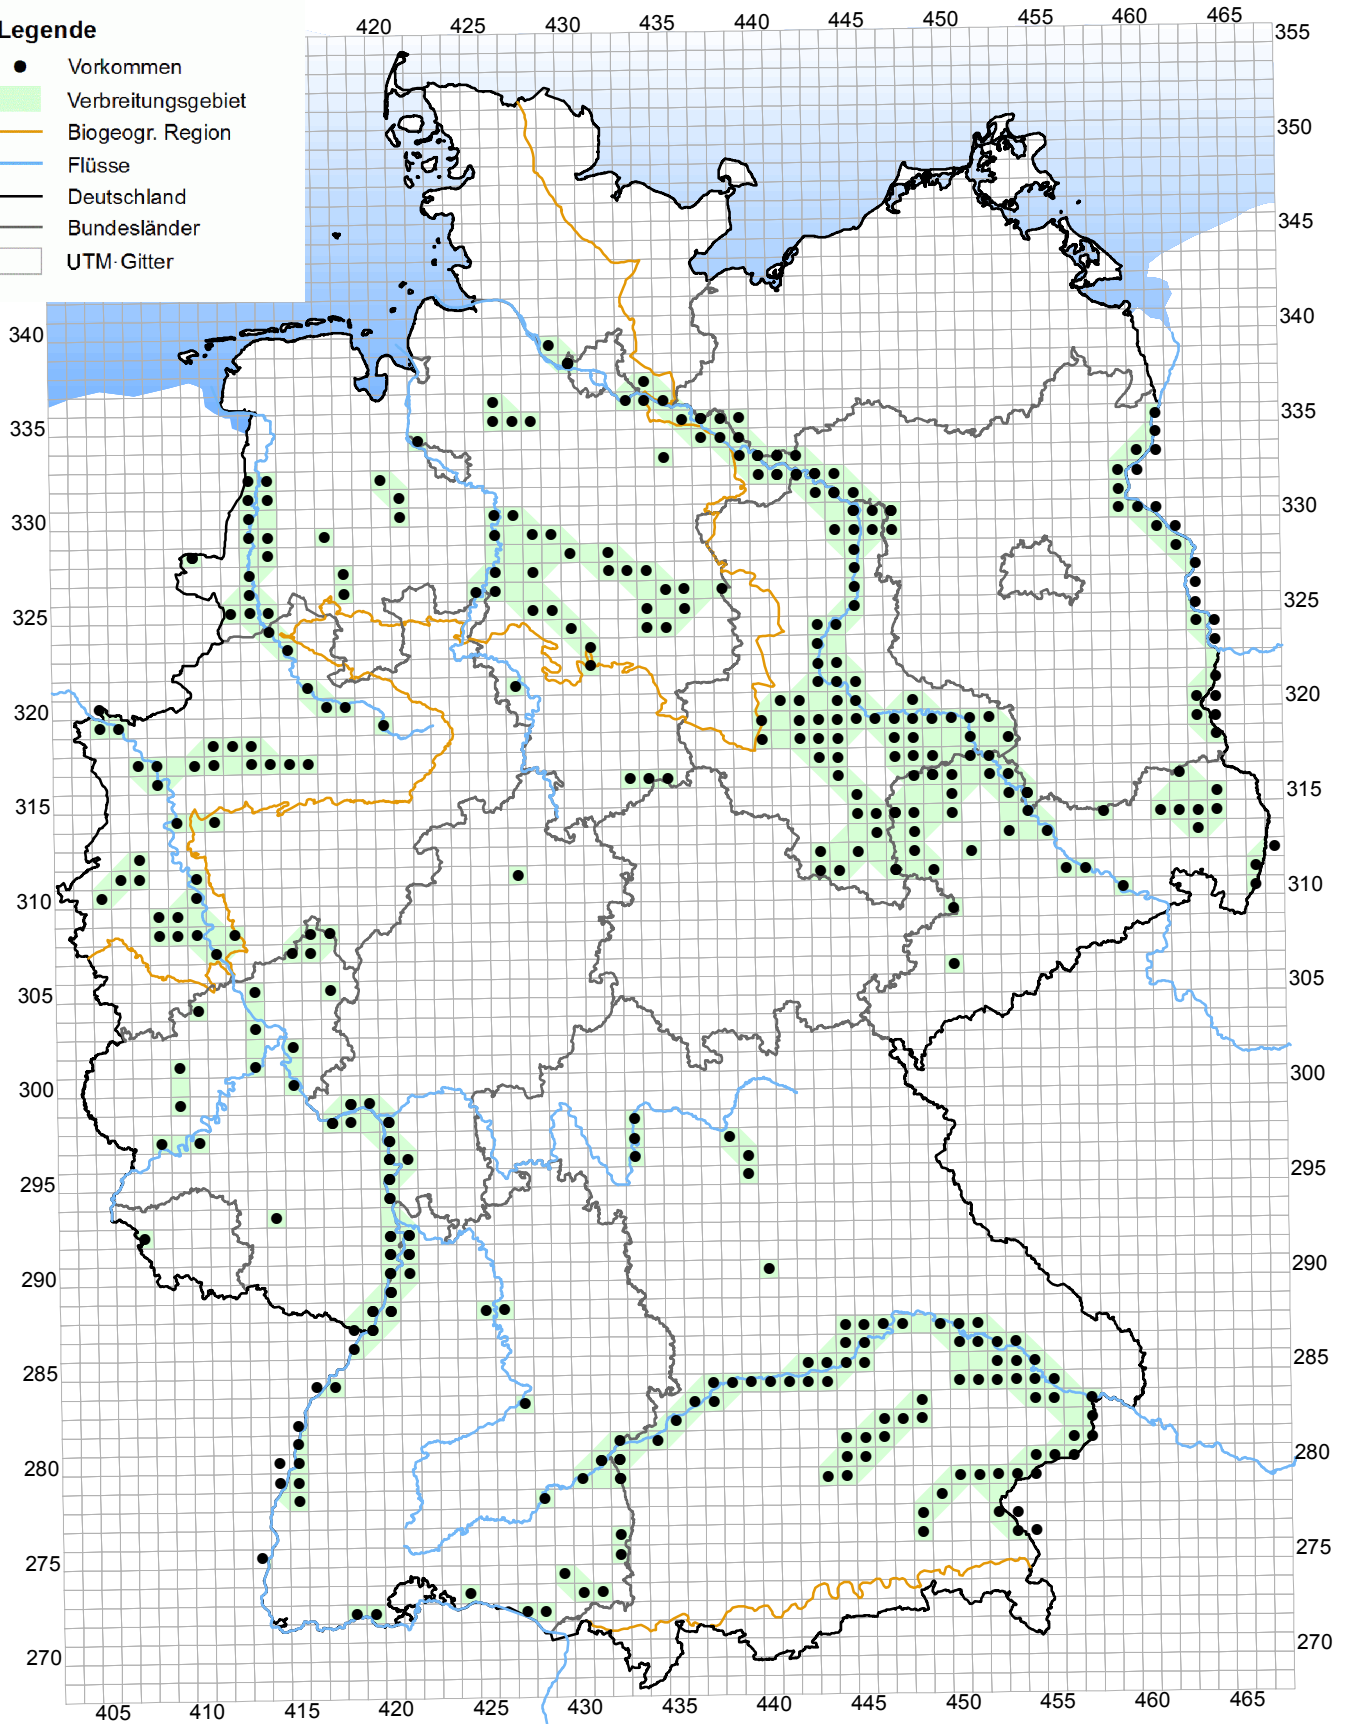 Legende
Vorkommen
Verbreitungsgebiet
Biogeogr. Region
Flüsse
Deutschland
Bundesländer
UTM-Gitter
420 425 430 435 440 445 450 455 460 465
355
350
345
340 340
335 335
330 330
325 325
320 320
315 315
310 310
305 305
300 300
295 295
290 290
285 285
280 280
275 275
270 270
405 410 415 420 425 430 435 440 445 450 455 460 465